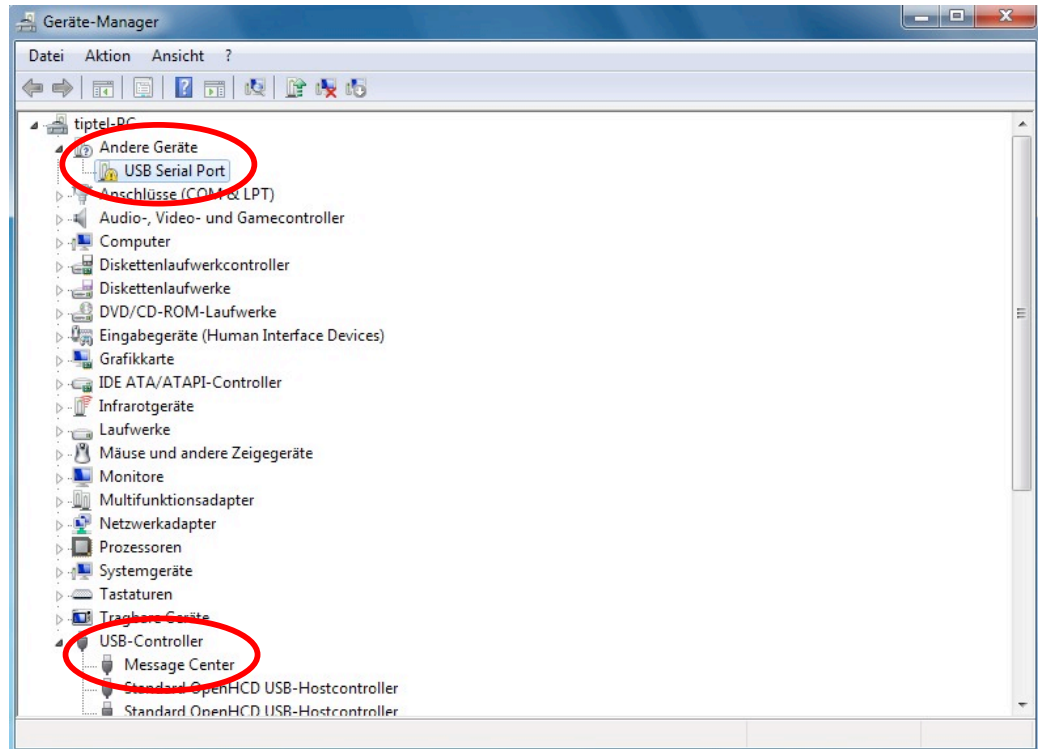 Geräte-Manager
Datei Aktion Ansicht ?
tiptel-PC
Andere Geräte
USB Serial Port
Anschlüsse (COM & LPT)
Audio-, Video- und Gamecontroller
Computer
Diskettenlaufwerkcontroller
Diskettenlaufwerke
DVD/CD-ROM-Laufwerke
Eingabegeräte (Human Interface Devices)
Grafikkarte
IDE ATA/ATAPI-Controller
Infrarotgeräte
Laufwerke
Mäuse und andere Zeigegeräte
Monitore
Multifunktionsadapter
Netzwerkadapter
Prozessoren
Systemgeräte
Tastaturen
Tragbare Geräte
USB-Controller
Message Center
Standard OpenHCD USB-Hostcontroller
Standard OpenHCD USB-Hostcontroller